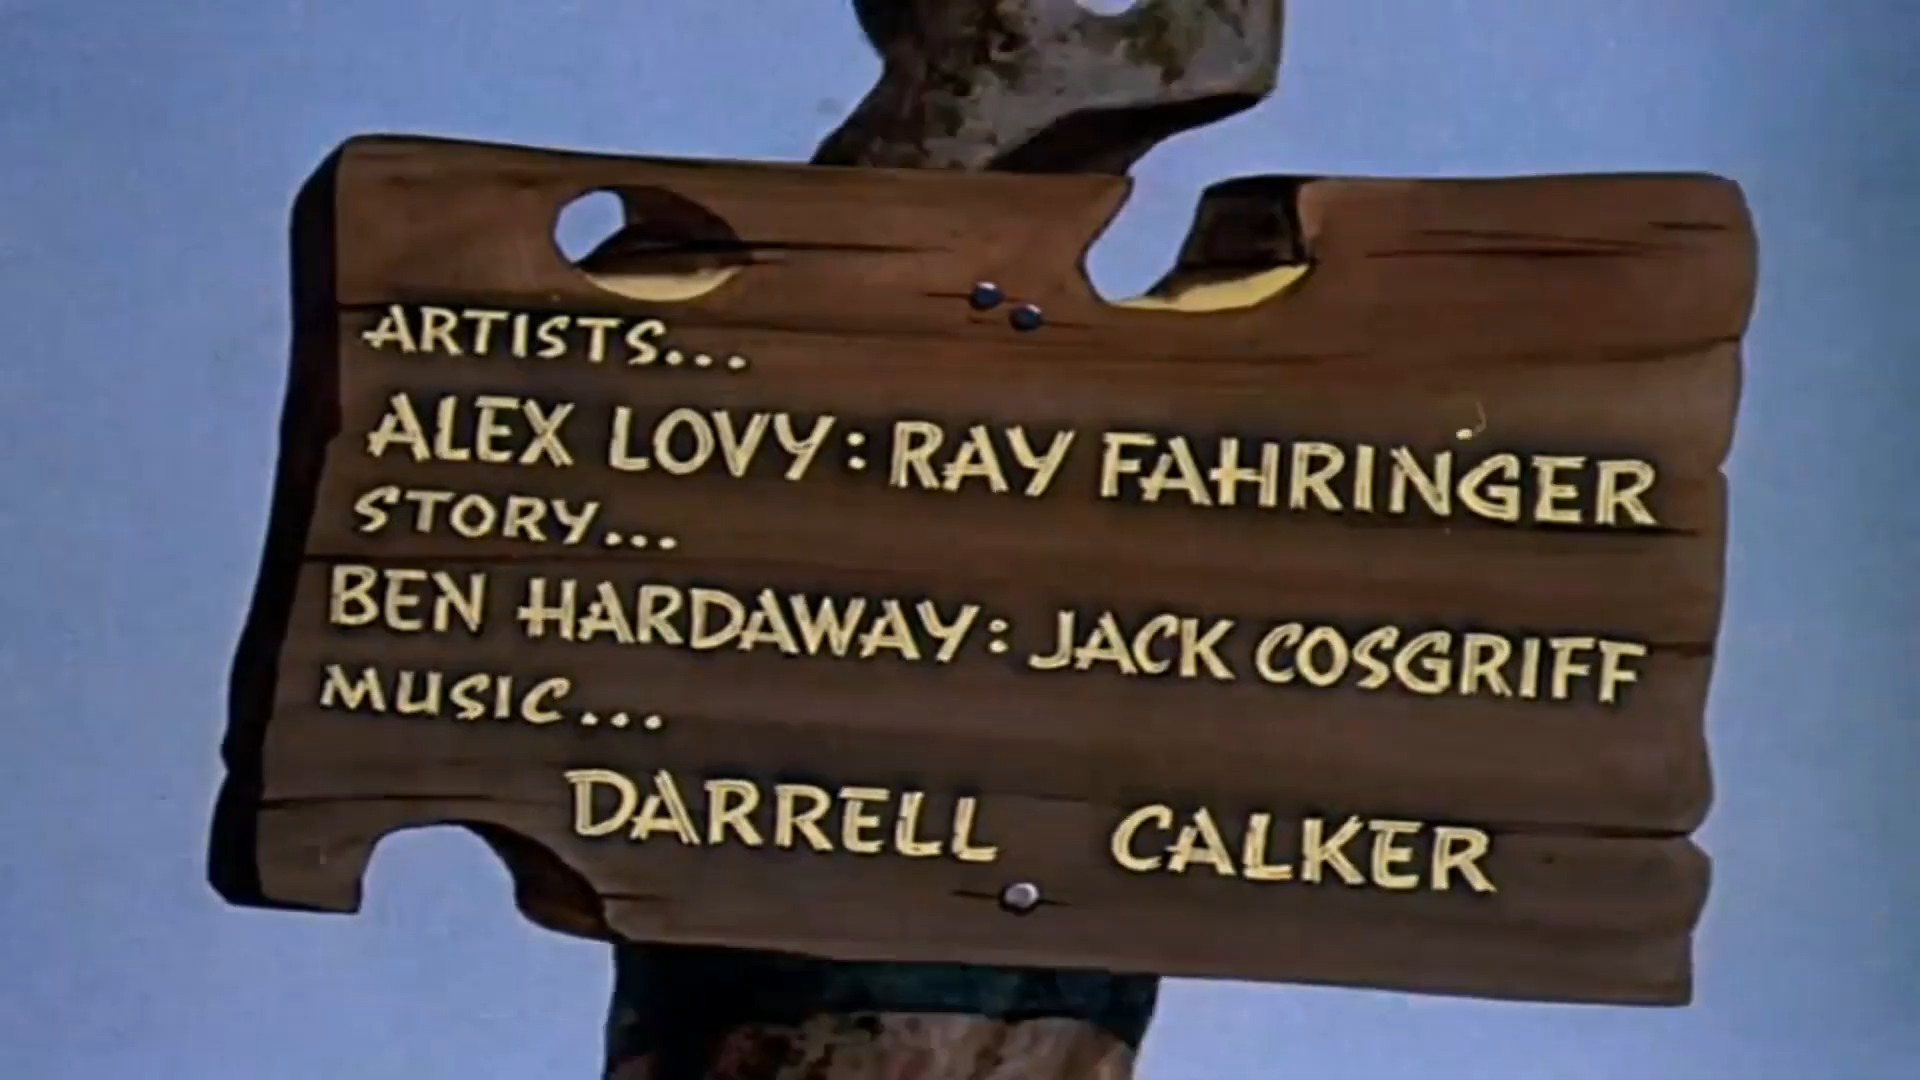 ARTISTS...
ALEX LOVY: RAY FAHRINGER
STORY...
BEN HARDAWAY: JACK COSGRIFF
MUSIC...
DARRELL CALKER